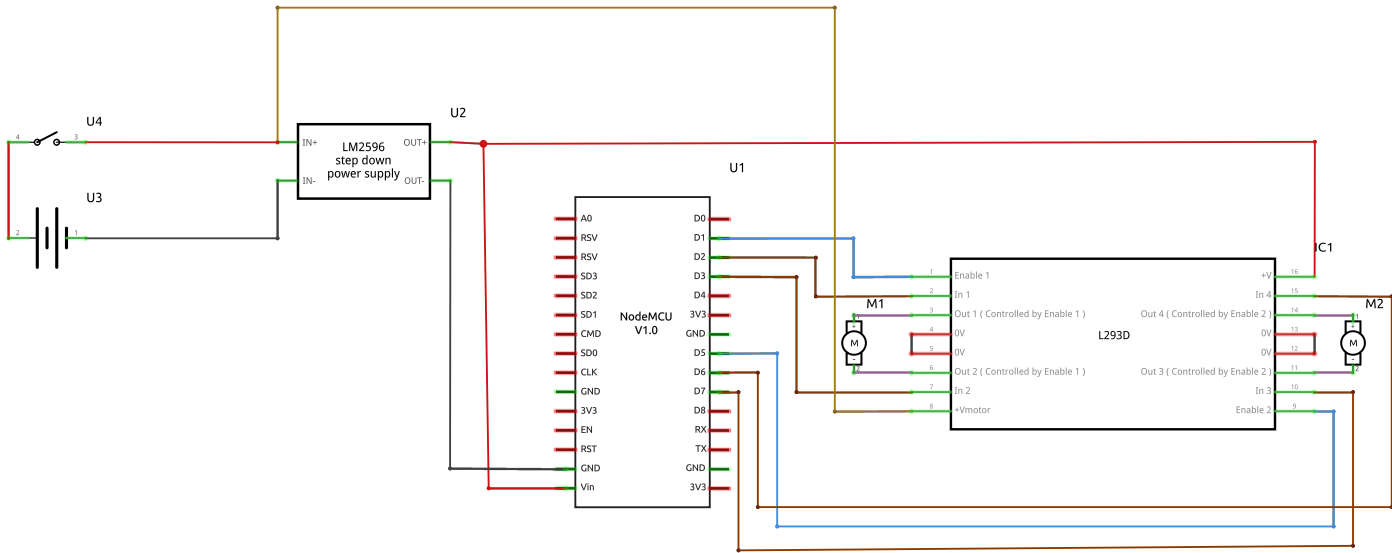 U4
4
3
U3
2
1
U2
IN+
OUT+
LM2596
step down
power supply
IN-
OUT-
U1
A0
D0
RSV
D1
RSV
D2
SD3
D3
SD2
D4
SD1
3V3
NodeMCU
V1.0
CMD
GND
SD0
D5
CLK
D6
GND
D7
3V3
D8
EN
RX
RST
TX
GND
GND
Vin
3V3
IC1
1
Enable 1
+V
16
2
In 1
In 4
15
M1
M2
3
Out 1 ( Controlled by Enable 1 )
Out 4 ( Controlled by Enable 2 )
14
1
+
M
-
2
1
+
M
-
2
4
0V
0V
13
L293D
5
0V
0V
12
6
Out 2 ( Controlled by Enable 1 )
Out 3 ( Controlled by Enable 2 )
11
7
In 2
In 3
10
8
+Vmotor
Enable 2
9